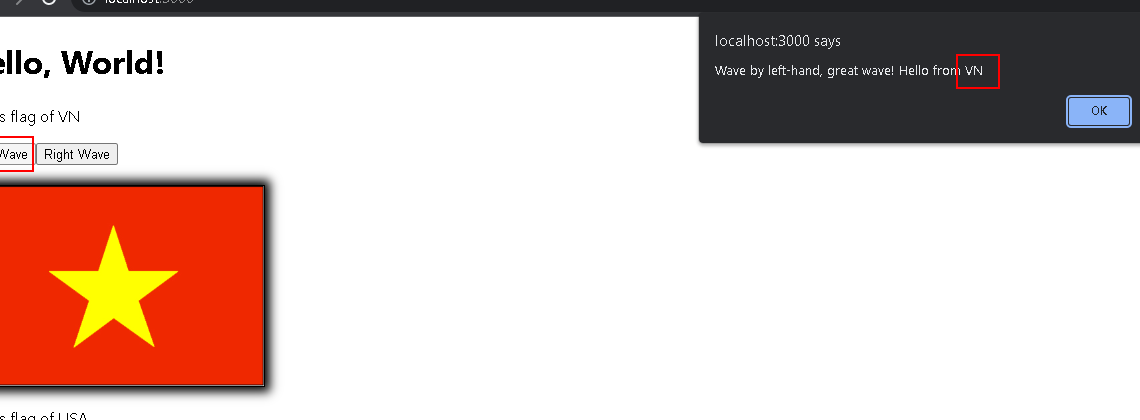 localhost:3000
localhost:3000 says
Wave by left-hand, great wave! Hello from VN
OK
ello, World!
s flag of VN
Wave
Right Wave
s flag of USA